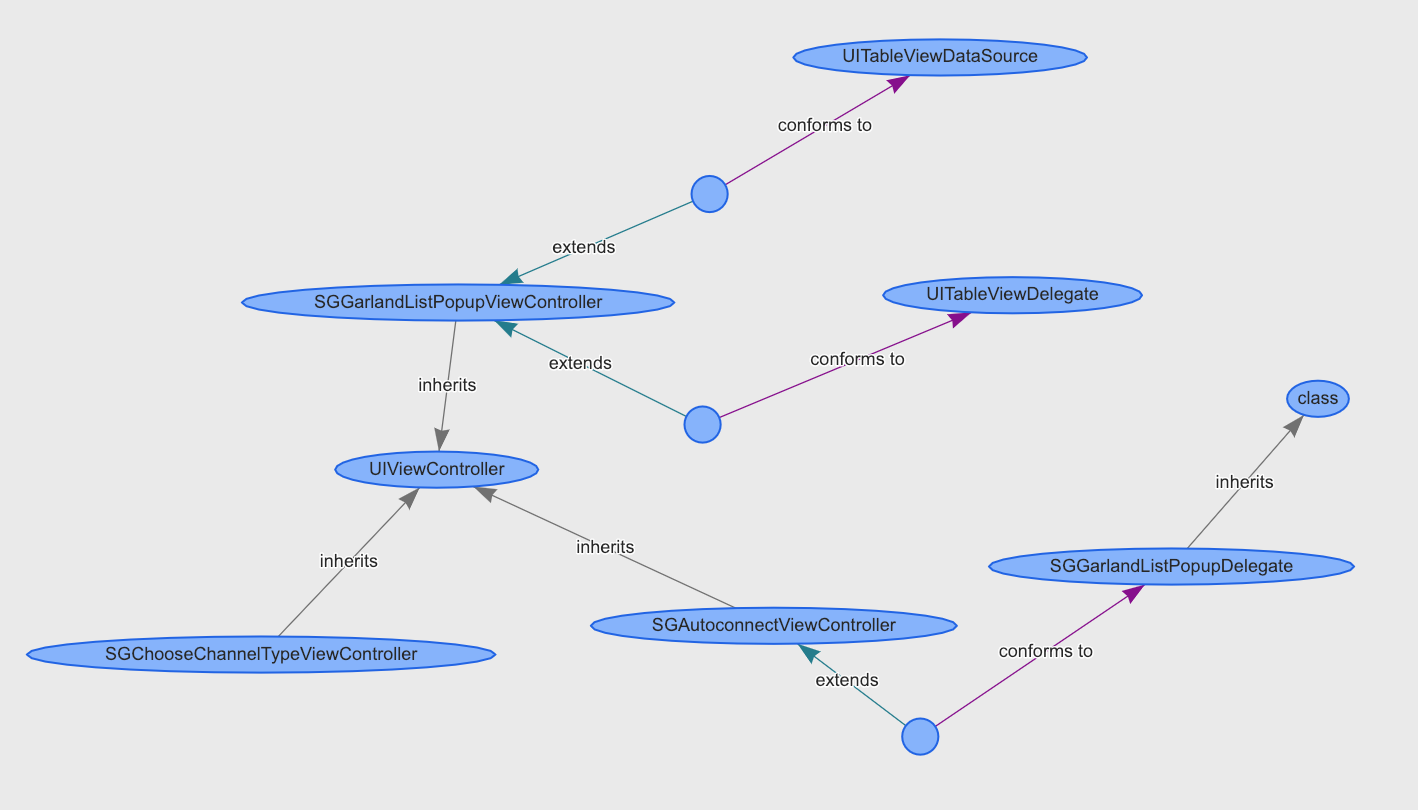 UITableViewDataSource
conforms to
extends
UITableViewDelegate
SGGarlandListPopupViewController
conforms to
extends
inherits
class
UIViewController
inherits
inherits
inherits
SGGarlandListPopupDelegate
SGAutoconnectViewController
conforms to
SGChooseChannelTypeViewController
extends